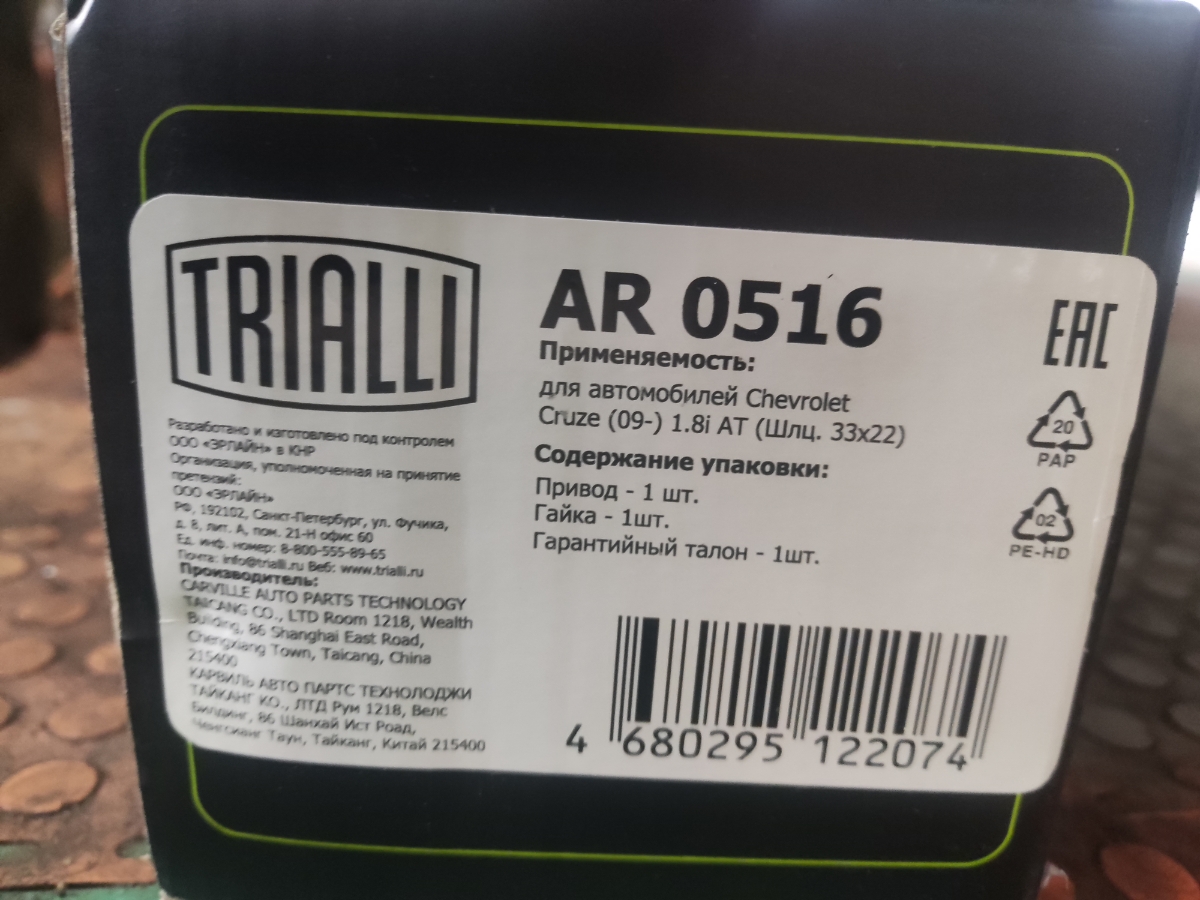 TRIALLI
Разработано и изготовлено под контролем
ООО «ЭРЛАЙН» в КНР
Организация, уполномоченная на принятие
претензий:
ООО «ЭРЛАЙН»
РФ, 192102, Санкт-Петербург, ул. Фучика,
д. 8, лит. А, пом. 21-Н офис 60
Ед. инф. номер: 8-800-555-89-65
Почта: info@trialli.ru Веб: www.trialli.ru
Производитель:
CARVILLE AUTO PARTS TECHNOLOGY
TAICANG CO., LTD Room 1218, Wealth
Building, 86 Shanghai East Road,
Chengxiang Town, Taicang, China
215400
КАРВИЛЬ АВТО ПАРТС ТЕХНОЛОДЖИ
ТАЙКАНГ КО., ЛТД Рум 1218, Велс
Билдинг, 86 Шанхай Ист Роад,
Ченгсианг Таун, Тайканг, Китай 215400
AR 0516
Применяемость:
для автомобилей Chevrolet
Cruze (09-) 1.8i AT (Шлц. 33x22)
Содержание упаковки:
Привод - 1 шт.
Гайка - 1шт.
Гарантийный талон - 1шт.
EAC
20
PAP
02
PE-HD
4 680295 122074